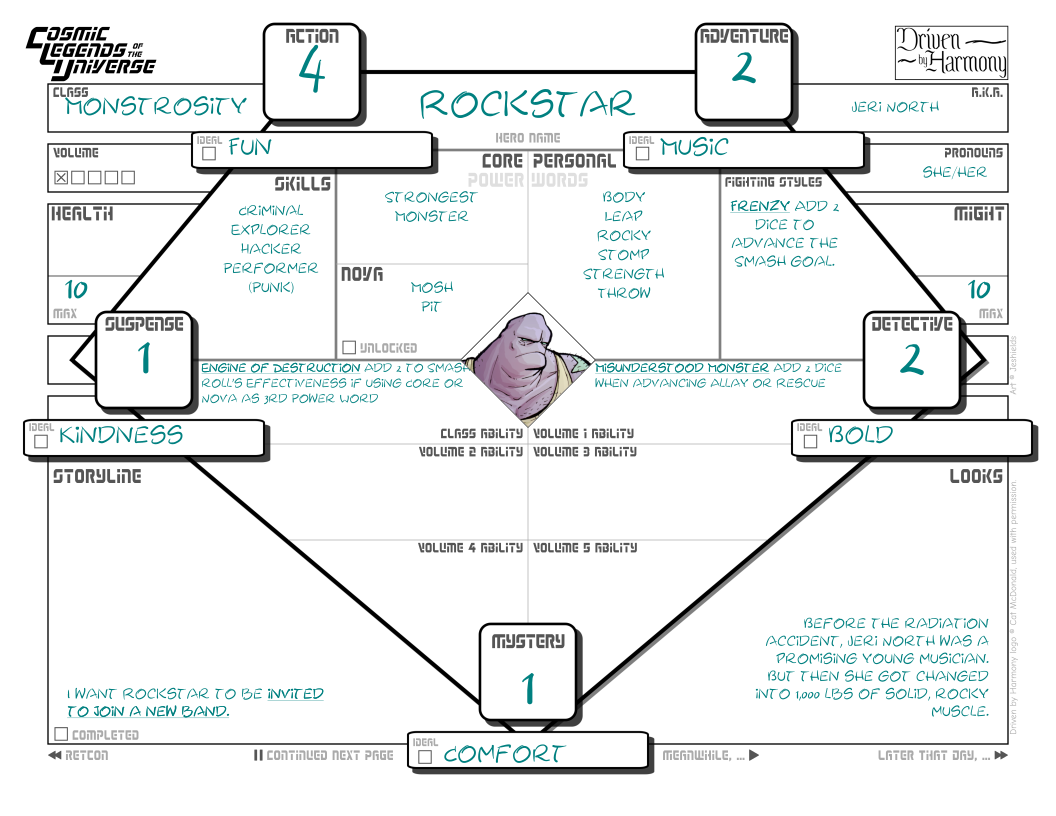 COSMIC
LEGENDS OF THE
UNIVERSE
ACTION
4
ADVENTURE
2
Driven
by Harmony
CLASS
MONSTROSITY
ROCKSTAR
HERO NAME
JERI NORTH
A.K.A.
IDEAL FUN
IDEAL MUSIC
VOLUME
PRONOUNS
SHE/HER
SKILLS
CRIMINAL
EXPLORER
HACKER
PERFORMER
(PUNK)
CORE PERSONAL
POWER WORDS
STRONGEST
MONSTER
BODY
LEAP
ROCKY
STOMP
STRENGTH
THROW
NOVA
MOSH
PIT
UNLOCKED
FIGHTING STYLES
FRENZY ADD 2
DICE TO
ADVANCE THE
SMASH GOAL.
HEALTH
10
MAX
MIGHT
10
MAX
SUSPENSE
1
DETECTIVE
2
ENGINE OF DESTRUCTION ADD 2 TO SMASH
ROLL'S EFFECTIVENESS IF USING CORE OR
NOVA AS 3RD POWER WORD
MISUNDERSTOOD MONSTER ADD 2 DICE
WHEN ADVANCING ALLAY OR RESCUE
Art © Jeshields
IDEAL KINDNESS
IDEAL BOLD
CLASS ABILITY VOLUME 1 ABILITY
VOLUME 2 ABILITY VOLUME 3 ABILITY
VOLUME 4 ABILITY VOLUME 5 ABILITY
STORYLINE
LOOKS
MYSTERY
1
I WANT ROCKSTAR TO BE INVITED
TO JOIN A NEW BAND.
COMPLETED
BEFORE THE RADIATION
ACCIDENT, JERI NORTH WAS A
PROMISING YOUNG MUSICIAN.
BUT THEN SHE GOT CHANGED
INTO 1,000 LBS OF SOLID, ROCKY
MUSCLE.
Driven by Harmony logo © Cat McDonald, used with permission
IDEAL COMFORT
RETCON
CONTINUED NEXT PAGE
MEANWHILE, ...
LATER THAT DAY, ...